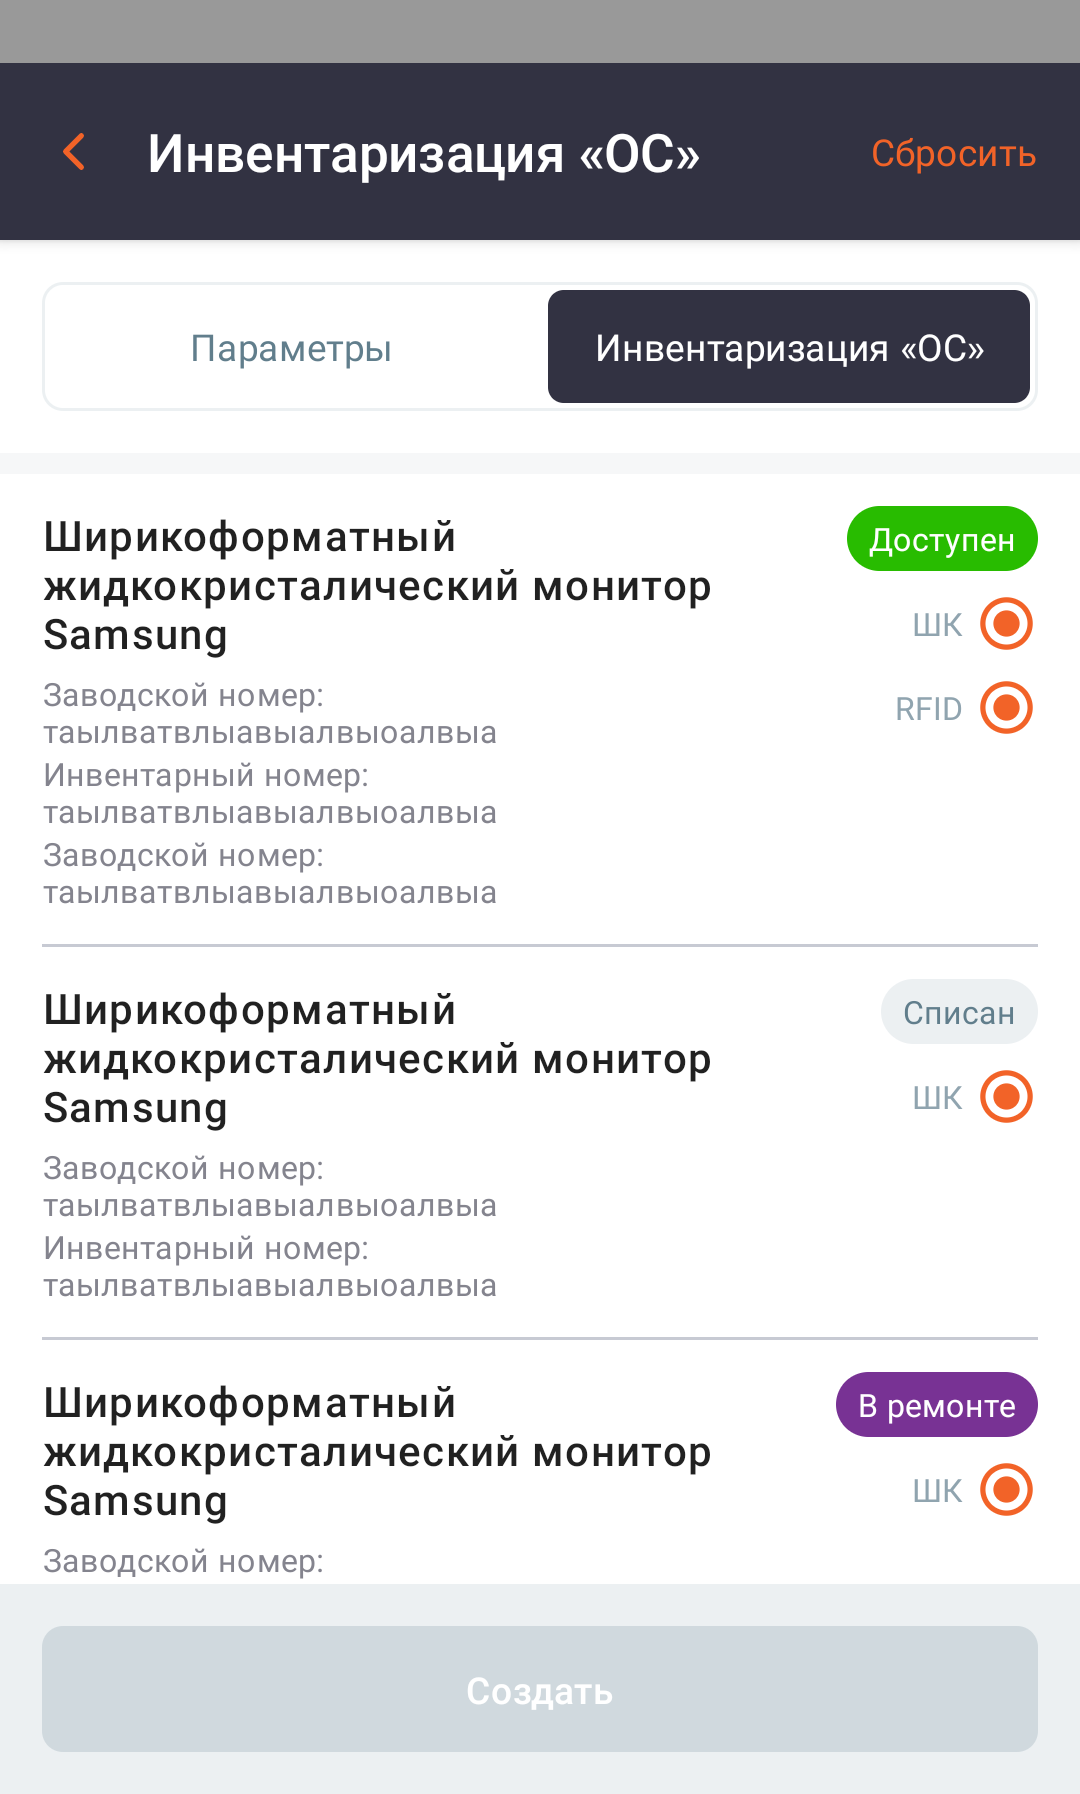 Инвентаризация «ОС»
Сбросить
Параметры
Инвентаризация «ОС»
Ширикоформатный
жидкокристалический монитор
Samsung
Доступен
ШК
RFID
Заводской номер:
таылватвлыавыалвыоалвыа
Инвентарный номер:
таылватвлыавыалвыоалвыа
Заводской номер:
таылватвлыавыалвыоалвыа
Ширикоформатный
жидкокристалический монитор
Samsung
Списан
ШК
Заводской номер:
таылватвлыавыалвыоалвыа
Инвентарный номер:
таылватвлыавыалвыоалвыа
Ширикоформатный
жидкокристалический монитор
Samsung
В ремонте
ШК
Заводской номер:
Создать